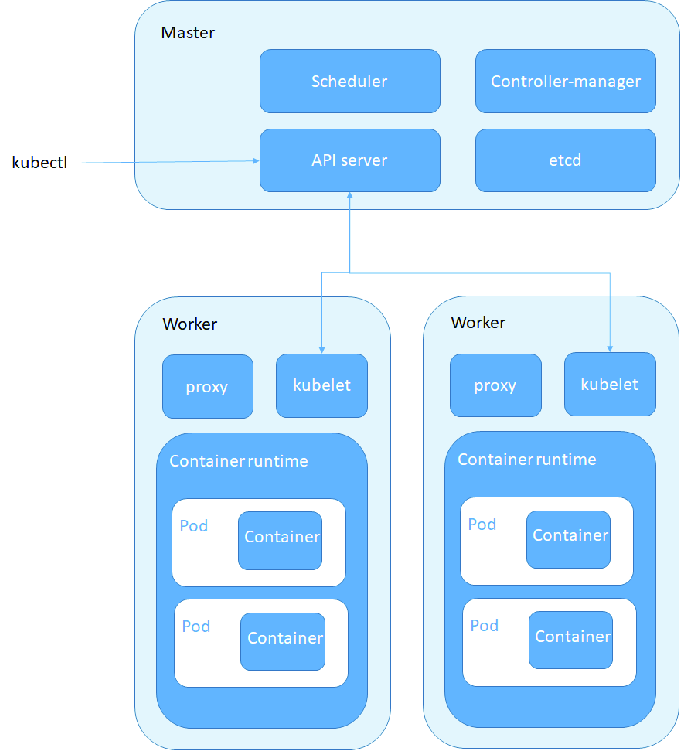 Master
Scheduler
Controller-manager
kubectl
API server
etcd
Worker
proxy
kubelet
Container runtime
Pod
Container
Pod
Container
Worker
proxy
kubelet
Container runtime
Pod
Container
Pod
Container